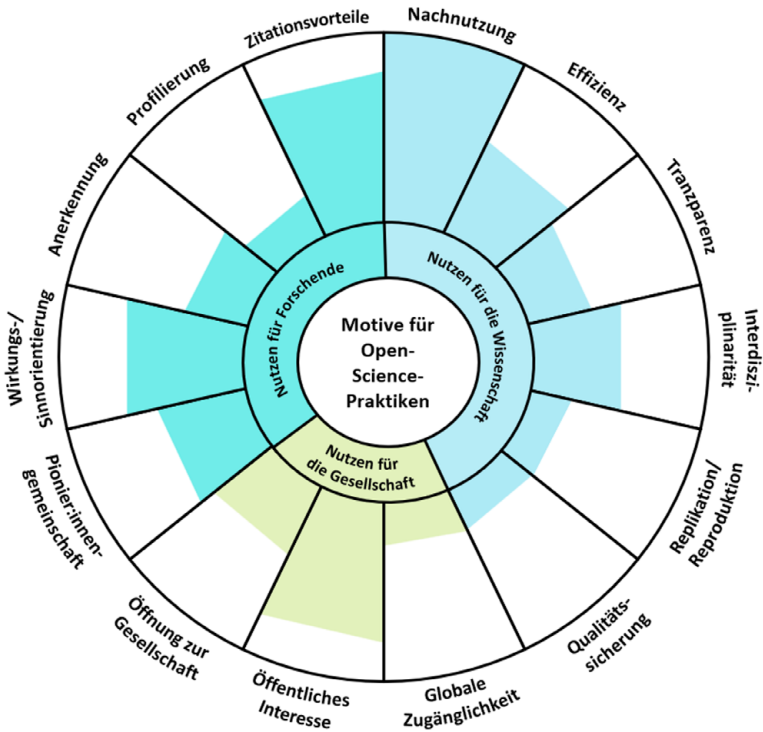 Motive für
Open-
Science-
Praktiken
Nutzen für die Wissenschaft
Nutzen für
die Gesellschaft
Nutzen für Forschende
Nachnutzung
Effizienz
Tranzparenz
Interdiszi-
plinarität
Replikation/
Reproduktion
Qualitäts-
sicherung
Globale
Zugänglichkeit
Öffentliches
Interesse
Öffnung zur
Gesellschaft
Pionier:innen-
gemeinschaft
Wirkungs-/
Sinnorientierung
Anerkennung
Profilierung
Zitationsvorteile